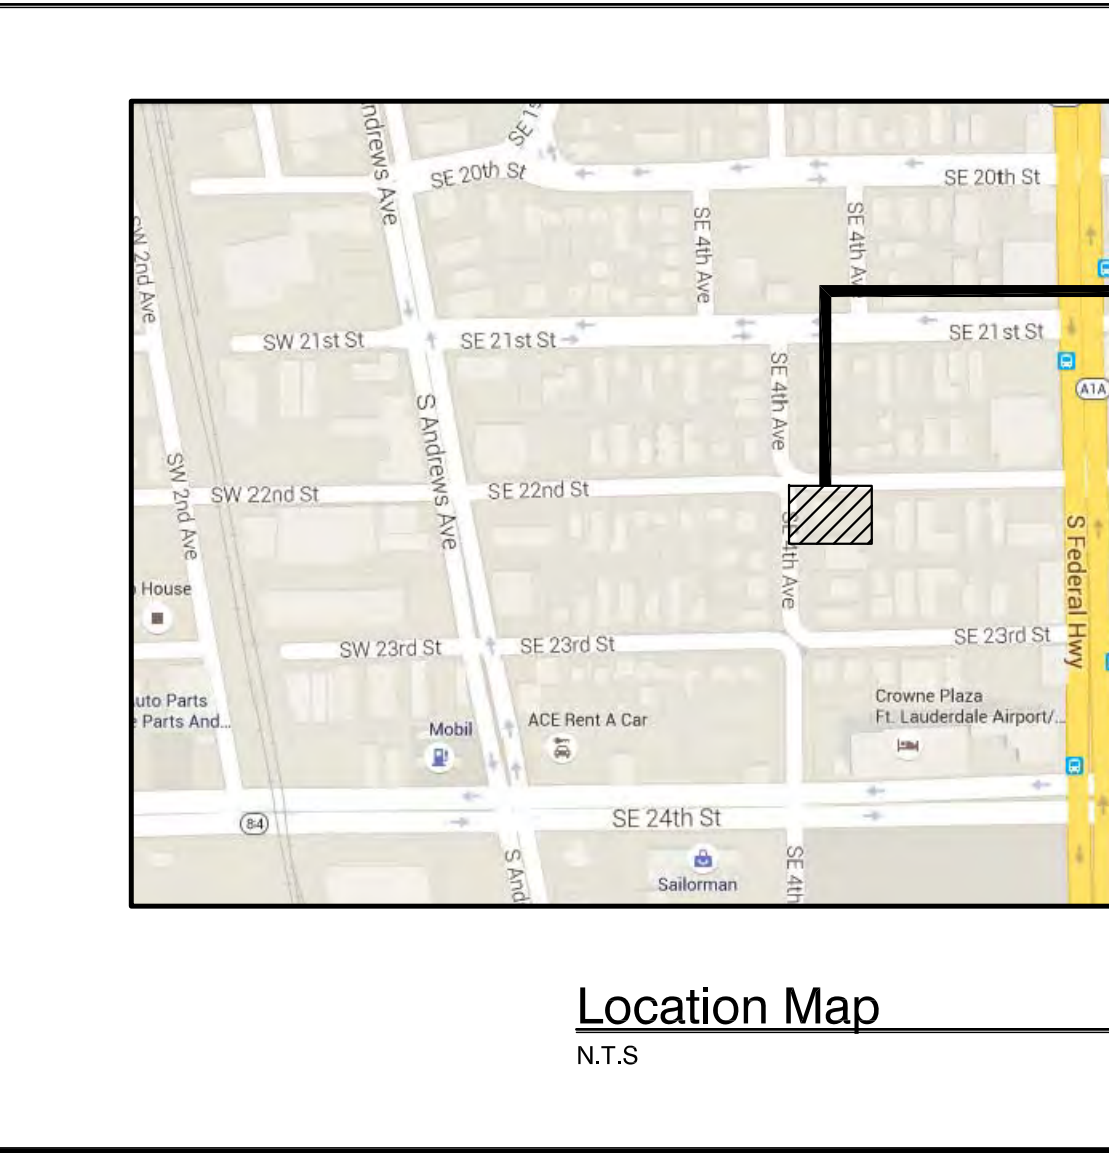 ndrews Ave
SE 1s
SE 20th St
SE 20th St
SW 2nd Ave
SE 4th Ave
SE 4th Av
SW 21st St
SE 21st St
SE 21st St
SE 4th Ave
A1A
S Andrews Ave
SW 2nd Ave
SW 22nd St
SE 22nd St
SE 4th Ave
S Federal Hwy
House
SW 23rd St
SE 23rd St
SE 23rd St
uto Parts
Parts And...
Mobil
ACE Rent A Car
Crowne Plaza
Ft. Lauderdale Airport/...
84
SE 24th St
S And
Sailorman
SE 4th
Location Map
N.T.S